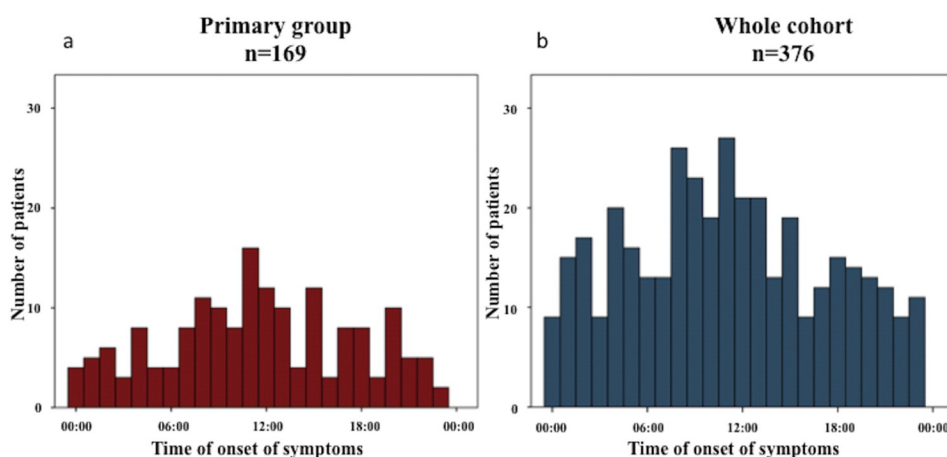 a
Primary group
n=169
Number of patients
30
20
10
0
00:00 06:00 12:00 18:00 00:00
Time of onset of symptoms
b
Whole cohort
n=376
Number of patients
30
20
10
0
00:00 06:00 12:00 18:00 00:00
Time of onset of symptoms